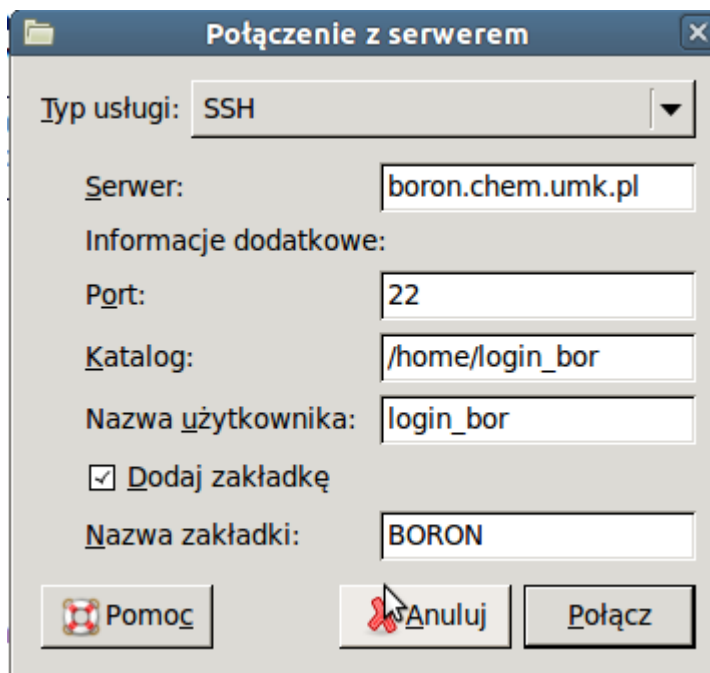 Połączenie z serwerem
Typ usługi: SSH
Serwer: boron.chem.umk.pl
Informacje dodatkowe:
Port: 22
Katalog: /home/login_bor
Nazwa użytkownika: login_bor
Dodaj zakładkę
Nazwa zakładki: BORON
Pomoc Anuluj Połącz